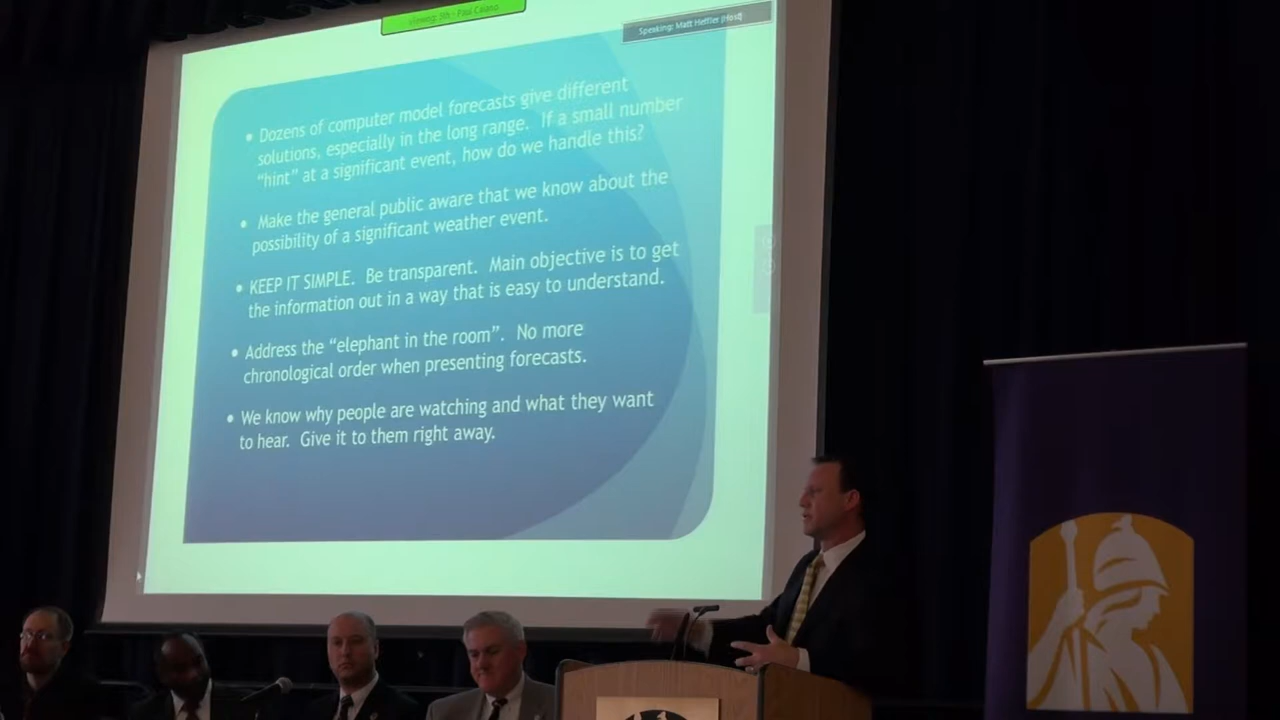 Speaking: Matt Heffler (Host)
• Dozens of computer model forecasts give different
solutions, especially in the long range. If a small number
"hint" at a significant event, how do we handle this?
• Make the general public aware that we know about the
possibility of a significant weather event.
• KEEP IT SIMPLE. Be transparent. Main objective is to get
the information out in a way that is easy to understand.
• Address the "elephant in the room". No more
chronological order when presenting forecasts.
• We know why people are watching and what they want
to hear. Give it to them right away.